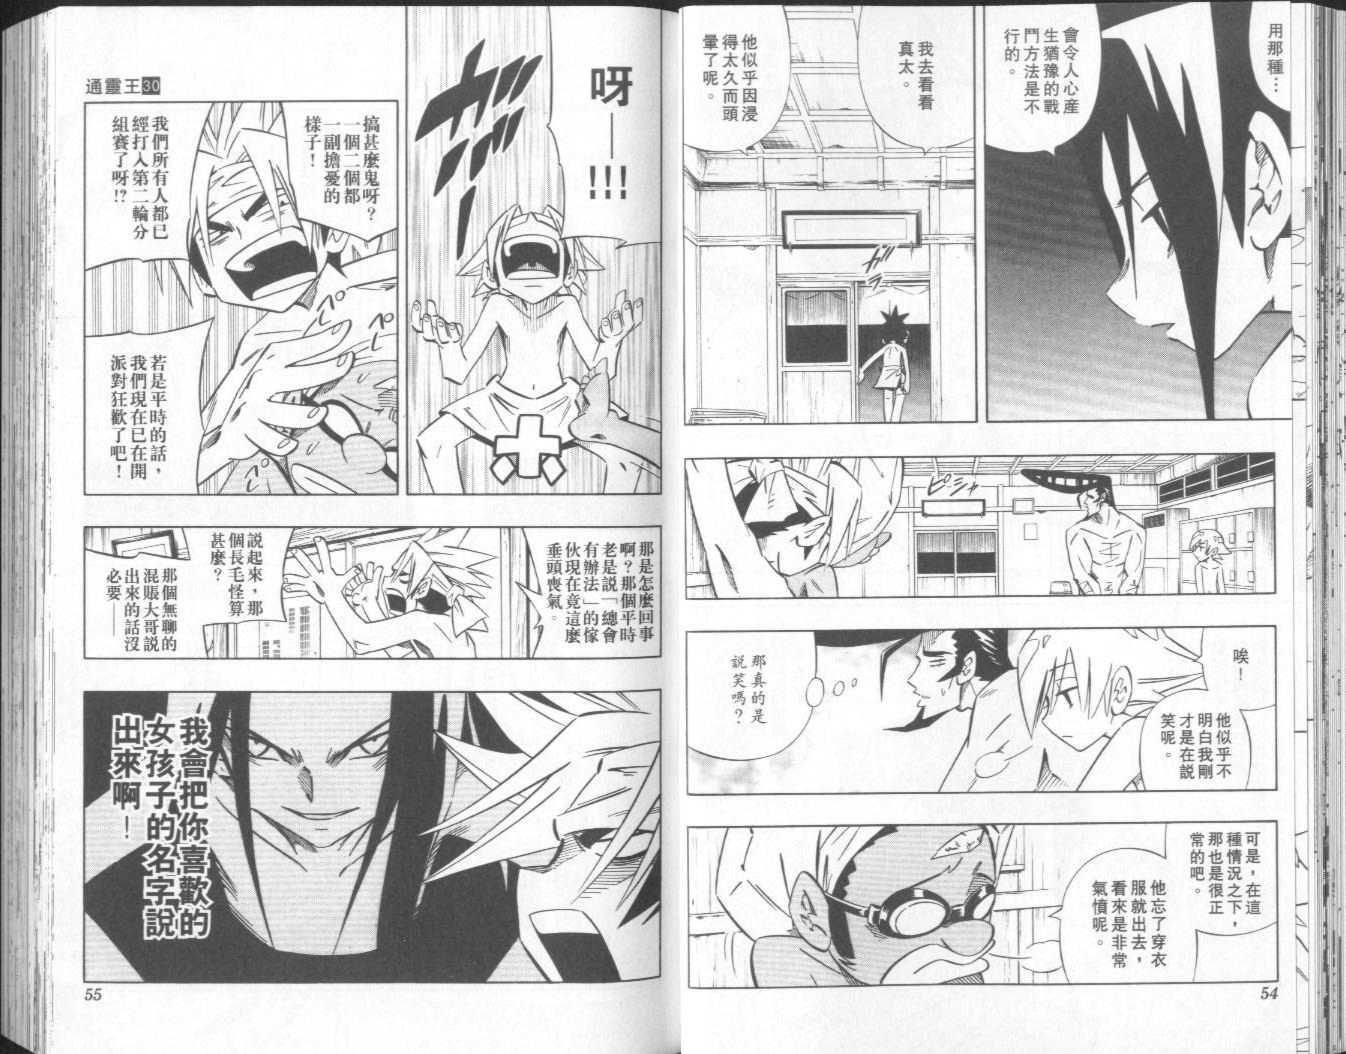 用那種…
會令人心產
生猶豫的戰
鬥方法是不
行的。
我去看看
真太。
他似乎因浸
得太久而頭
暈了呢。
ガ
ラ
ピシャ
唉！
他似乎不
明白我剛
才是在說
笑呢。
那真的是
說笑嗎？
可是，在這
種情況之下，
那也是很正
常的吧。
他忘了穿衣
服就出去，
看來是非常
氣憤呢。
54
通靈王30
呀——!!!
搞甚麼鬼呀？
一個二個都
一副擔憂的
樣子！
我們所有人都已
經打入第二輪分
組賽了呀!?
ぺ
ぺ
ぺ
ぺ
若是平時的話，
我們現在已在開
派對狂歡了吧！
那是怎麼回事
啊？那個平時
老是說「總會
有辦法」的傢
伙現在竟這麼
垂頭喪氣。
說起來，那
個長毛怪算
甚麼？
那個無聊的
混賬大哥說
出來的話沒
必要——
我會把你喜歡的
女孩子的名字說
出來啊！
55